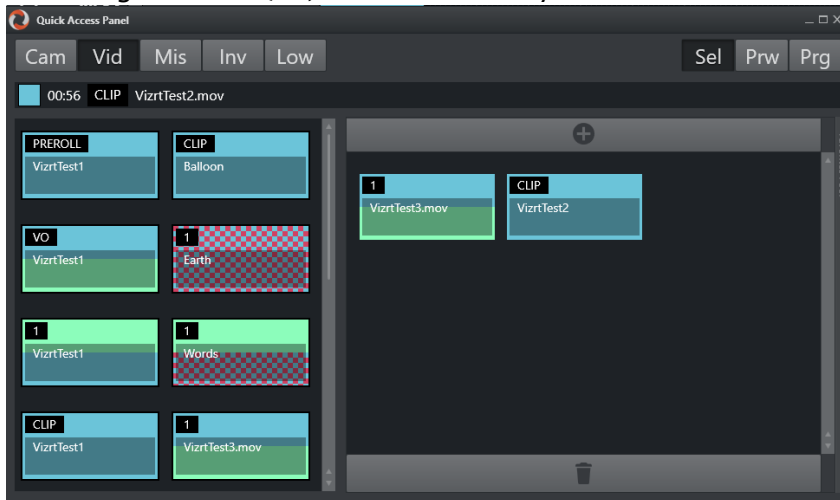 Quick Access Panel
Cam Vid Mis Inv Low Sel Prw Prg
00:56 CLIP VizrtTest2.mov
PREROLL
VizrtTest1
CLIP
Balloon
VO
VizrtTest1
1
Earth
1
VizrtTest1
1
Words
CLIP
VizrtTest1
1
VizrtTest3.mov
1
VizrtTest3.mov
CLIP
VizrtTest2